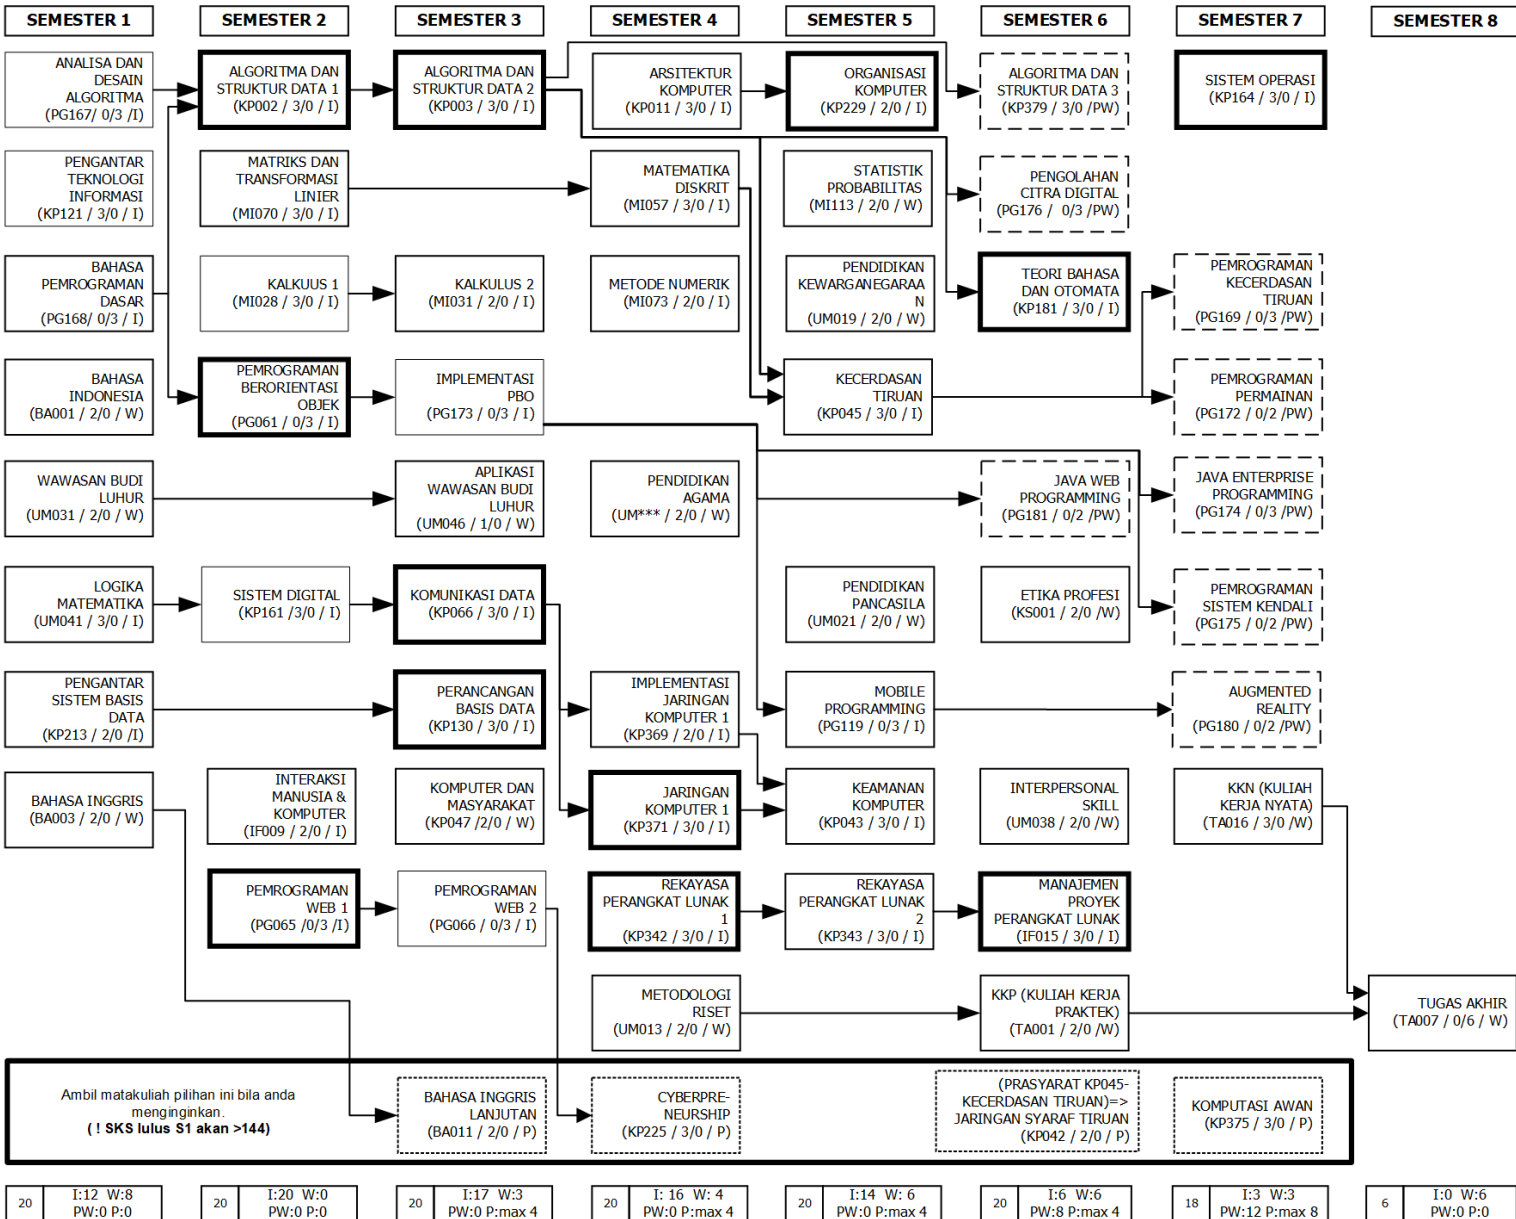 SEMESTER 1
SEMESTER 2
SEMESTER 3
SEMESTER 4
SEMESTER 5
SEMESTER 6
SEMESTER 7
SEMESTER 8
ANALISA DAN
DESAIN
ALGORITMA
(PG167/ 0/3 /I)
ALGORITMA DAN
STRUKTUR DATA 1
(KP002 / 3/0 / I)
ALGORITMA DAN
STRUKTUR DATA 2
(KP003 / 3/0 / I)
ARSITEKTUR
KOMPUTER
(KP011 / 3/0 / I)
ORGANISASI
KOMPUTER
(KP229 / 2/0 / I)
ALGORITMA DAN
STRUKTUR DATA 3
(KP379 / 3/0 /PW)
SISTEM OPERASI
(KP164 / 3/0 / I)
PENGANTAR
TEKNOLOGI
INFORMASI
(KP121 / 3/0 / I)
MATRIKS DAN
TRANSFORMASI
LINIER
(MI070 / 3/0 / I)
MATEMATIKA
DISKRIT
(MI057 / 3/0 / I)
STATISTIK
PROBABILITAS
(MI113 / 2/0 / W)
PENGOLAHAN
CITRA DIGITAL
(PG176 / 0/3 /PW)
BAHASA
PEMROGRAMAN
DASAR
(PG168/ 0/3 / I)
KALKUUS 1
(MI028 / 3/0 / I)
KALKULUS 2
(MI031 / 2/0 / I)
METODE NUMERIK
(MI073 / 2/0 / I)
PENDIDIKAN
KEWARGANEGARAA
N
(UM019 / 2/0 / W)
TEORI BAHASA
DAN OTOMATA
(KP181 / 3/0 / I)
PEMROGRAMAN
KECERDASAN
TIRUAN
(PG169 / 0/3 /PW)
BAHASA
INDONESIA
(BA001 / 2/0 / W)
PEMROGRAMAN
BERORIENTASI
OBJEK
(PG061 / 0/3 / I)
IMPLEMENTASI
PBO
(PG173 / 0/3 / I)
KECERDASAN
TIRUAN
(KP045 / 3/0 / I)
PEMROGRAMAN
PERMAINAN
(PG172 / 0/2 /PW)
WAWASAN BUDI
LUHUR
(UM031 / 2/0 / W)
APLIKASI
WAWASAN BUDI
LUHUR
(UM046 / 1/0 / W)
PENDIDIKAN
AGAMA
(UM*** / 2/0 / W)
JAVA WEB
PROGRAMMING
(PG181 / 0/2 /PW)
JAVA ENTERPRISE
PROGRAMMING
(PG174 / 0/3 /PW)
LOGIKA
MATEMATIKA
(UM041 / 3/0 / I)
SISTEM DIGITAL
(KP161 /3/0 / I)
KOMUNIKASI DATA
(KP066 / 3/0 / I)
PENDIDIKAN
PANCASILA
(UM021 / 2/0 / W)
ETIKA PROFESI
(KS001 / 2/0 /W)
PEMROGRAMAN
SISTEM KENDALI
(PG175 / 0/2 /PW)
PENGANTAR
SISTEM BASIS
DATA
(KP213 / 2/0 /I)
PERANCANGAN
BASIS DATA
(KP130 / 3/0 / I)
IMPLEMENTASI
JARINGAN
KOMPUTER 1
(KP369 / 2/0 / I)
MOBILE
PROGRAMMING
(PG119 / 0/3 / I)
AUGMENTED
REALITY
(PG180 / 0/2 /PW)
BAHASA INGGRIS
(BA003 / 2/0 / W)
INTERAKSI
MANUSIA &
KOMPUTER
(IF009 / 2/0 / I)
KOMPUTER DAN
MASYARAKAT
(KP047 /2/0 / W)
JARINGAN
KOMPUTER 1
(KP371 / 3/0 / I)
KEAMANAN
KOMPUTER
(KP043 / 3/0 / I)
INTERPERSONAL
SKILL
(UM038 / 2/0 /W)
KKN (KULIAH
KERJA NYATA)
(TA016 / 3/0 /W)
PEMROGRAMAN
WEB 1
(PG065 /0/3 /I)
PEMROGRAMAN
WEB 2
(PG066 / 0/3 / I)
REKAYASA
PERANGKAT LUNAK
1
(KP342 / 3/0 / I)
REKAYASA
PERANGKAT LUNAK
2
(KP343 / 3/0 / I)
MANAJEMEN
PROYEK
PERANGKAT LUNAK
(IF015 / 3/0 / I)
METODOLOGI
RISET
(UM013 / 2/0 / W)
KKP (KULIAH KERJA
PRAKTEK)
(TA001 / 2/0 /W)
TUGAS AKHIR
(TA007 / 0/6 / W)
Ambil matakuliah pilihan ini bila anda
menginginkan.
( ! SKS lulus S1 akan >144)
BAHASA INGGRIS
LANJUTAN
(BA011 / 2/0 / P)
CYBERPRE-
NEURSHIP
(KP225 / 3/0 / P)
(PRASYARAT KP045-
KECERDASAN TIRUAN)=>
JARINGAN SYARAF TIRUAN
(KP042 / 2/0 / P)
KOMPUTASI AWAN
(KP375 / 3/0 / P)
20
I:12 W:8
PW:0 P:0
20
I:20 W:0
PW:0 P:0
20
I:17 W:3
PW:0 P:max 4
20
I: 16 W: 4
PW:0 P:max 4
20
I:14 W: 6
PW:0 P:max 4
20
I:6 W:6
PW:8 P:max 4
18
I:3 W:3
PW:12 P:max 8
6
I:0 W:6
PW:0 P:0